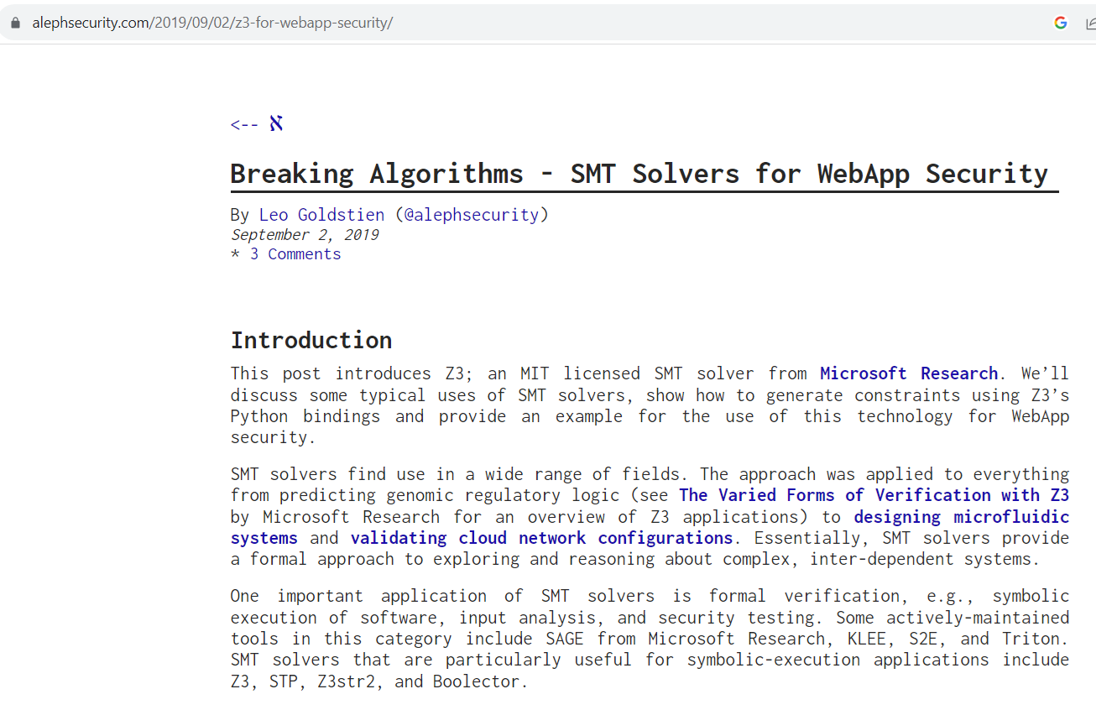 alephsecurity.com/2019/09/02/z3-for-webapp-security/
<-- ℵ
Breaking Algorithms - SMT Solvers for WebApp Security
By Leo Goldstien (@alephsecurity)
September 2, 2019
* 3 Comments
Introduction
This post introduces Z3; an MIT licensed SMT solver from Microsoft Research. We’ll
discuss some typical uses of SMT solvers, show how to generate constraints using Z3’s
Python bindings and provide an example for the use of this technology for WebApp
security.
SMT solvers find use in a wide range of fields. The approach was applied to everything
from predicting genomic regulatory logic (see The Varied Forms of Verification with Z3
by Microsoft Research for an overview of Z3 applications) to designing microfluidic
systems and validating cloud network configurations. Essentially, SMT solvers provide
a formal approach to exploring and reasoning about complex, inter-dependent systems.
One important application of SMT solvers is formal verification, e.g., symbolic
execution of software, input analysis, and security testing. Some actively-maintained
tools in this category include SAGE from Microsoft Research, KLEE, S2E, and Triton.
SMT solvers that are particularly useful for symbolic-execution applications include
Z3, STP, Z3str2, and Boolector.